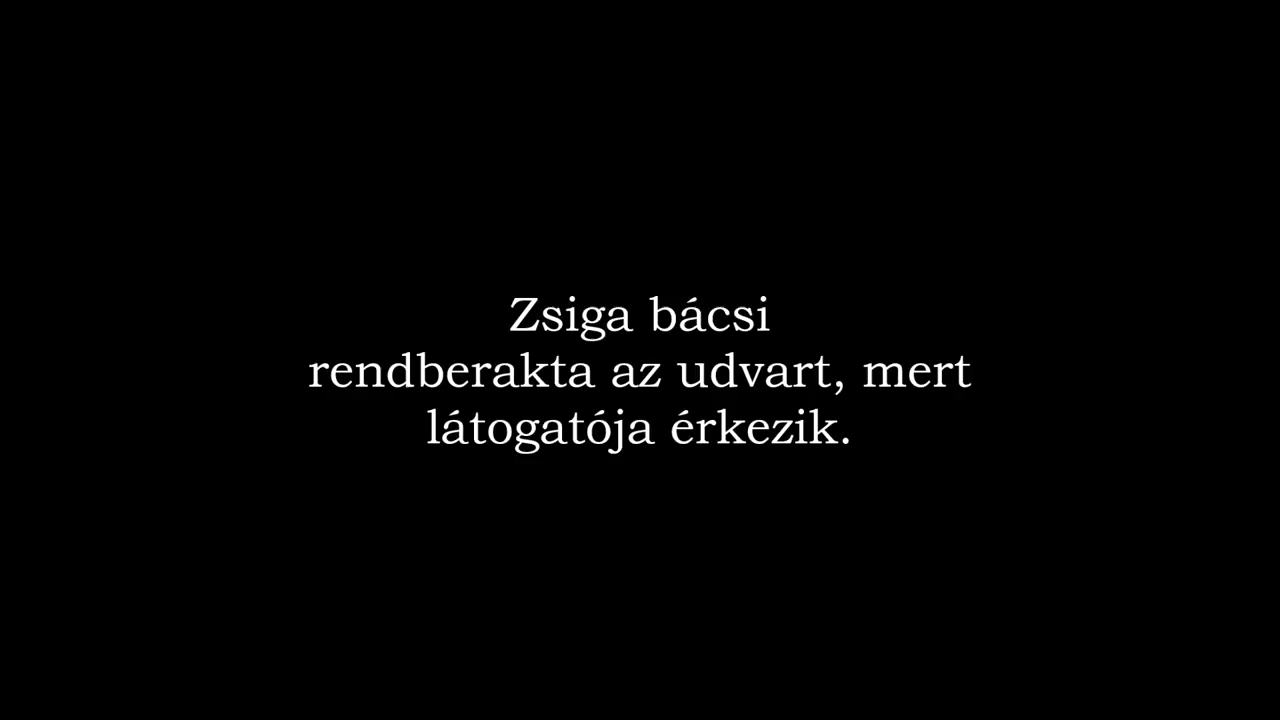 Zsiga bácsi
rendberakta az udvart, mert
látogatója érkezik.